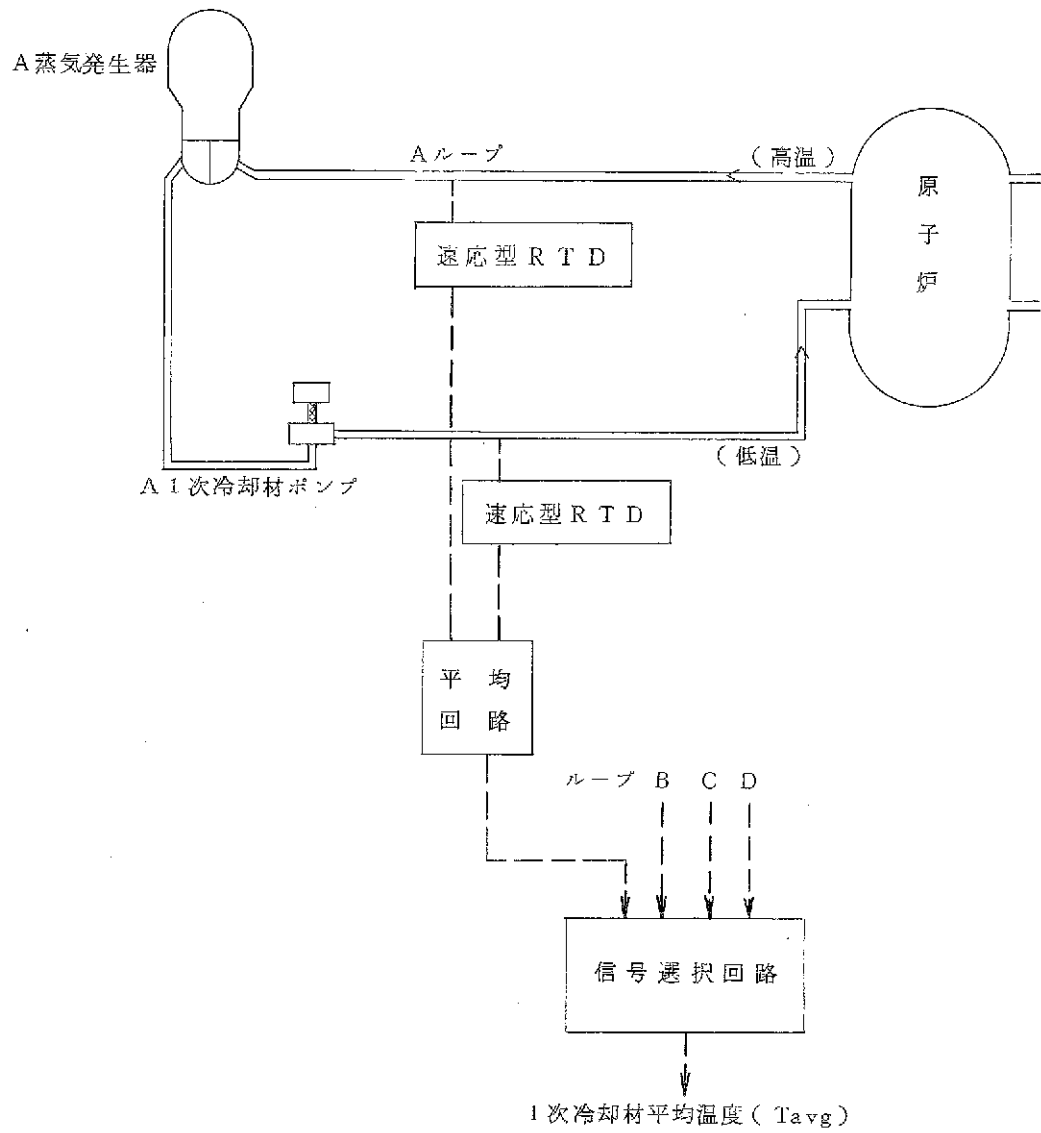 A蒸気発生器
Aループ
(高温)
原子炉
速応型RTD
(低温)
A1次冷却材ポンプ
速応型RTD
平均
回路
ループ B C D
信号選択回路
1次冷却材平均温度(Tavg)